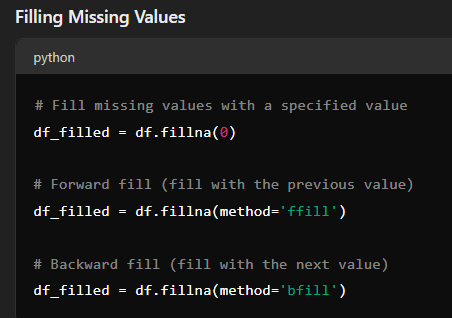 Filling Missing Values
python
# Fill missing values with a specified value
df_filled = df.fillna(0)
# Forward fill (fill with the previous value)
df_filled = df.fillna(method='ffill')
# Backward fill (fill with the next value)
df_filled = df.fillna(method='bfill')